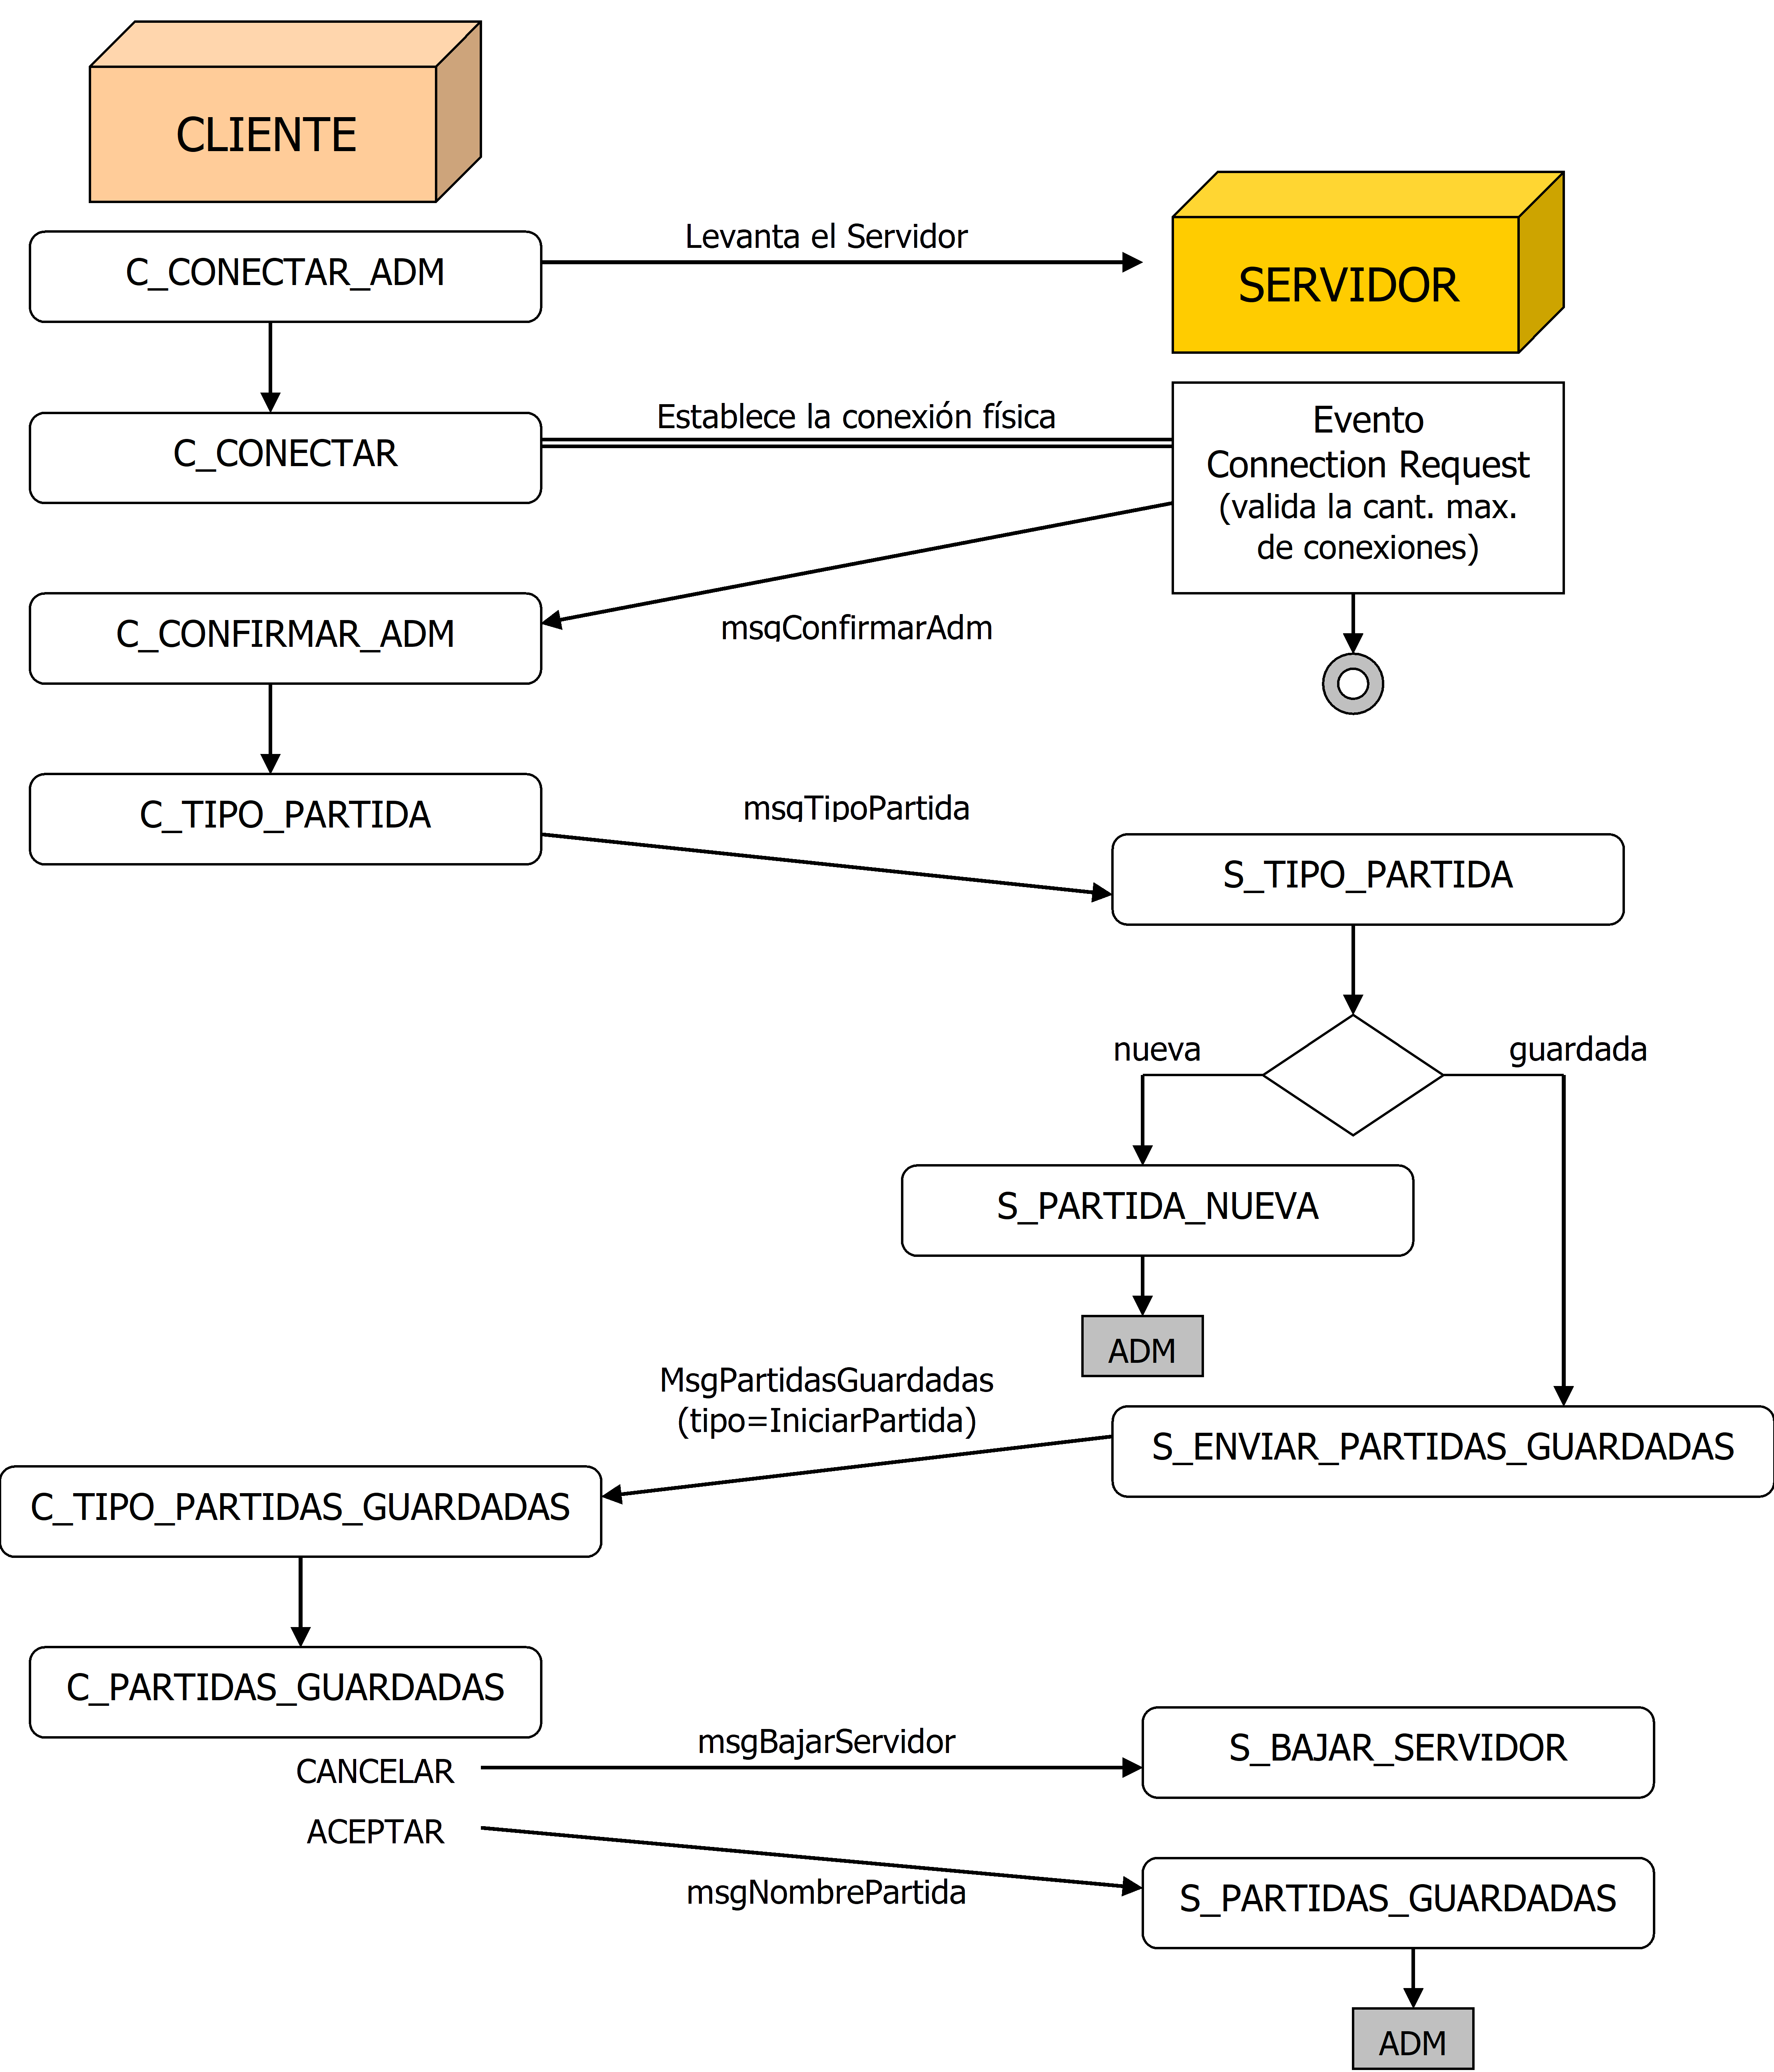 CLIENTE
Levanta el Servidor
C_CONECTAR_ADM
SERVIDOR
Establece la conexión física
C_CONECTAR
Evento
Connection Request
(valida la cant. max.
de conexiones)
C_CONFIRMAR_ADM
msgConfirmarAdm
C_TIPO_PARTIDA
msgTipoPartida
S_TIPO_PARTIDA
nueva
guardada
S_PARTIDA_NUEVA
ADM
MsgPartidasGuardadas
(tipo=IniciarPartida)
S_ENVIAR_PARTIDAS_GUARDADAS
C_TIPO_PARTIDAS_GUARDADAS
C_PARTIDAS_GUARDADAS
msgBajarServidor
S_BAJAR_SERVIDOR
CANCELAR
ACEPTAR
msgNombrePartida
S_PARTIDAS_GUARDADAS
ADM